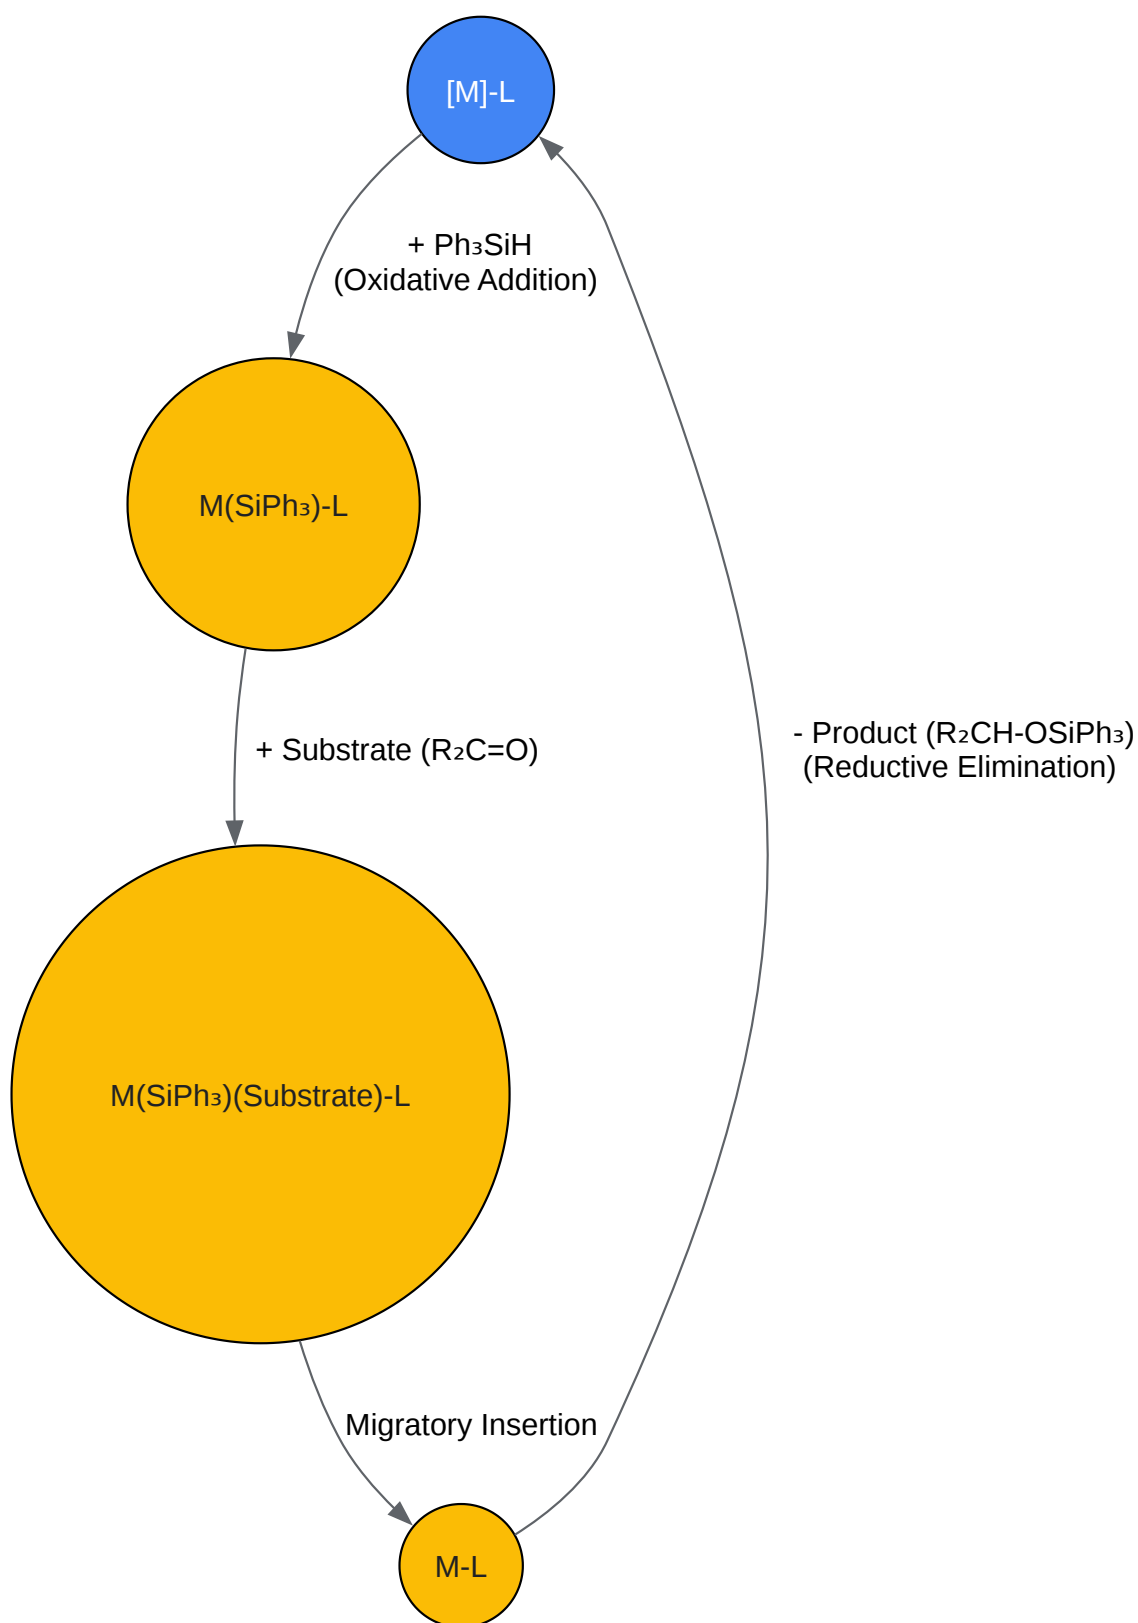 [M]-L
+ Ph₃SiH
(Oxidative Addition)
M(SiPh₃)-L
+ Substrate (R₂C=O)
- Product (R₂CH-OSiPh₃)
(Reductive Elimination)
M(SiPh₃)(Substrate)-L
Migratory Insertion
M-L